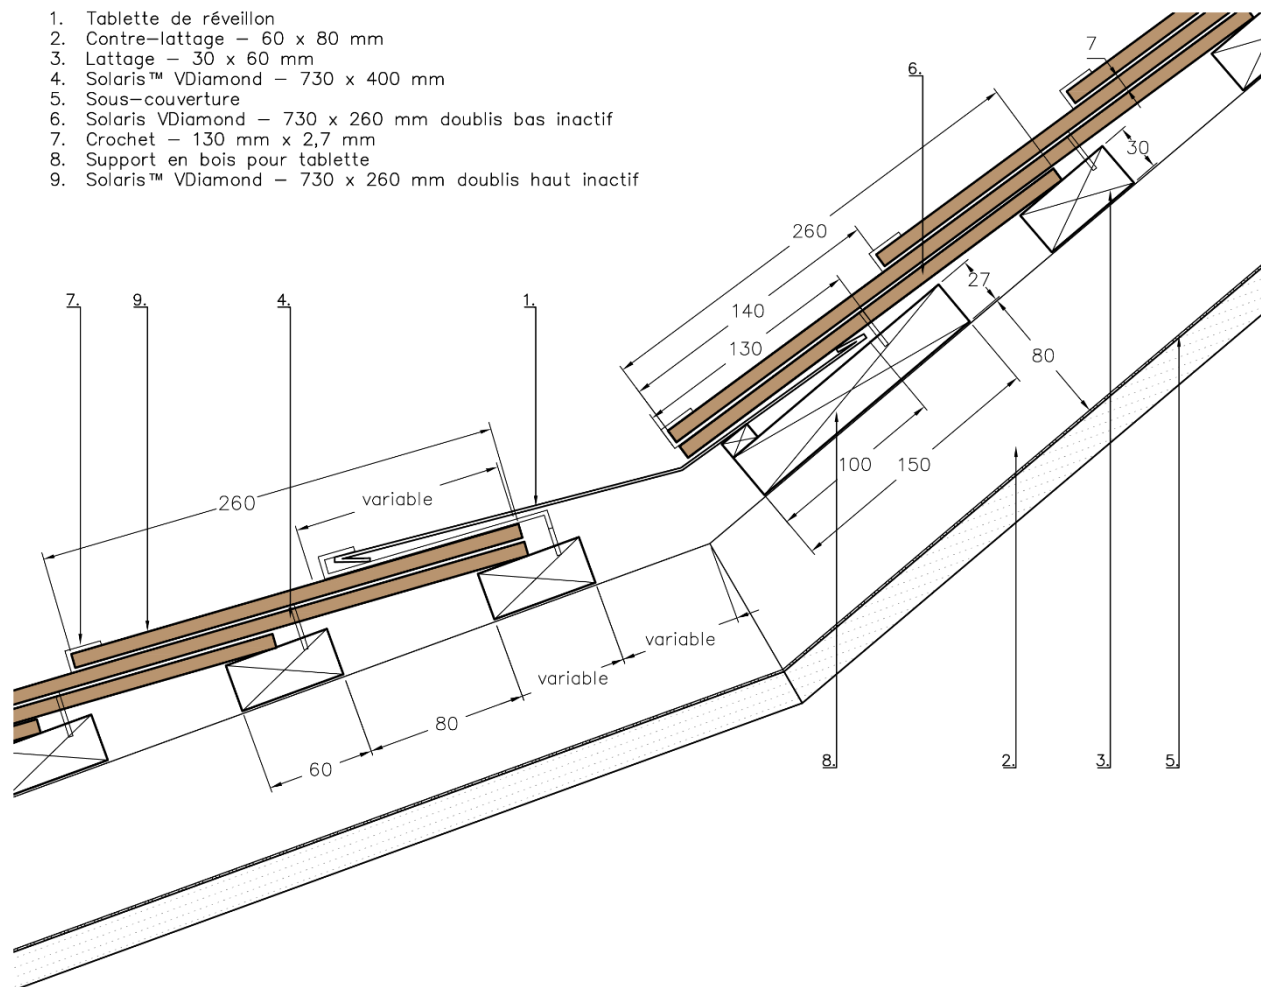 1. Tablette de réveillon
2. Contre-lattage - 60 x 80 mm
3. Lattage - 30 x 60 mm
4. Solaris™ VDiamond - 730 x 400 mm
5. Sous-couverture
6. Solaris VDiamond - 730 x 260 mm doublis bas inactif
7. Crochet - 130 mm x 2,7 mm
8. Support en bois pour tablette
9. Solaris™ VDiamond - 730 x 260 mm doublis haut inactif
7
6.
30
260
27
7. 9. 4. 1.
140
130
80
100 150
variable
260
variable
variable
80
60
8. 2. 3. 5.